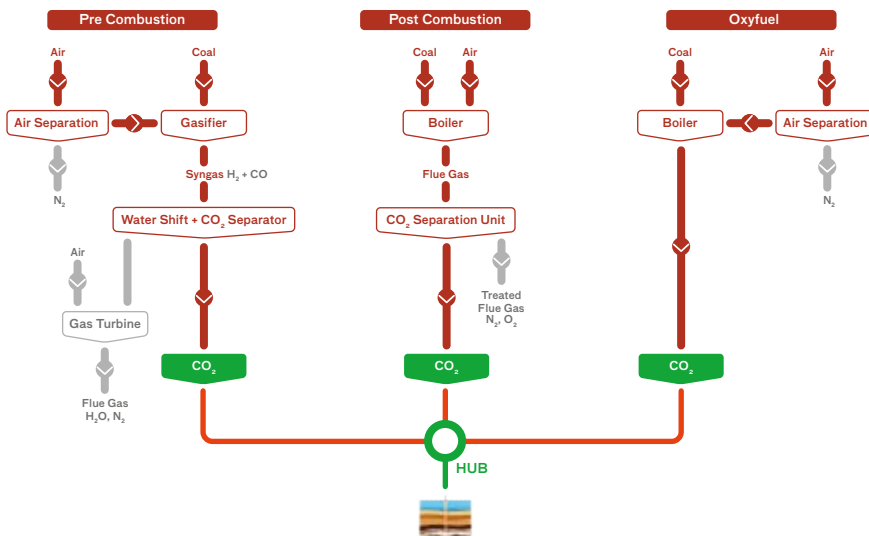 Pre Combustion
Post Combustion
Oxyfuel
Air
Coal
Coal
Air
Coal
Air
Air Separation
Gasifier
Boiler
Boiler
Air Separation
Syngas H₂ + CO
Flue Gas
N₂
N₂
Water Shift + CO₂ Separator
CO₂ Separation Unit
Air
Treated
Flue Gas
N₂, O₂
Gas Turbine
CO₂
CO₂
CO₂
Flue Gas
H₂O, N₂
HUB